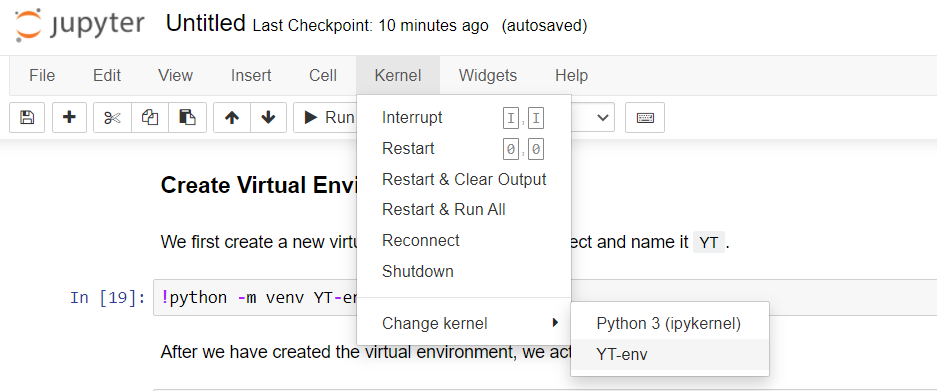 jupyter Untitled Last Checkpoint: 10 minutes ago (autosaved)
File Edit View Insert Cell Kernel Widgets Help
Run
Interrupt I,I
Restart 0,0
Restart & Clear Output
Restart & Run All
Reconnect
Shutdown
Change kernel
Python 3 (ipykernel)
YT-env
Create Virtual Envi
We first create a new virtu ect and name it YT .
In [19]: !python -m venv YT-en
After we have created the virtual environment, we act